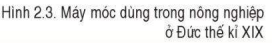 Hình 2.3. Máy móc dùng trong nông nghiệp
ở Đức thế kỉ XIX